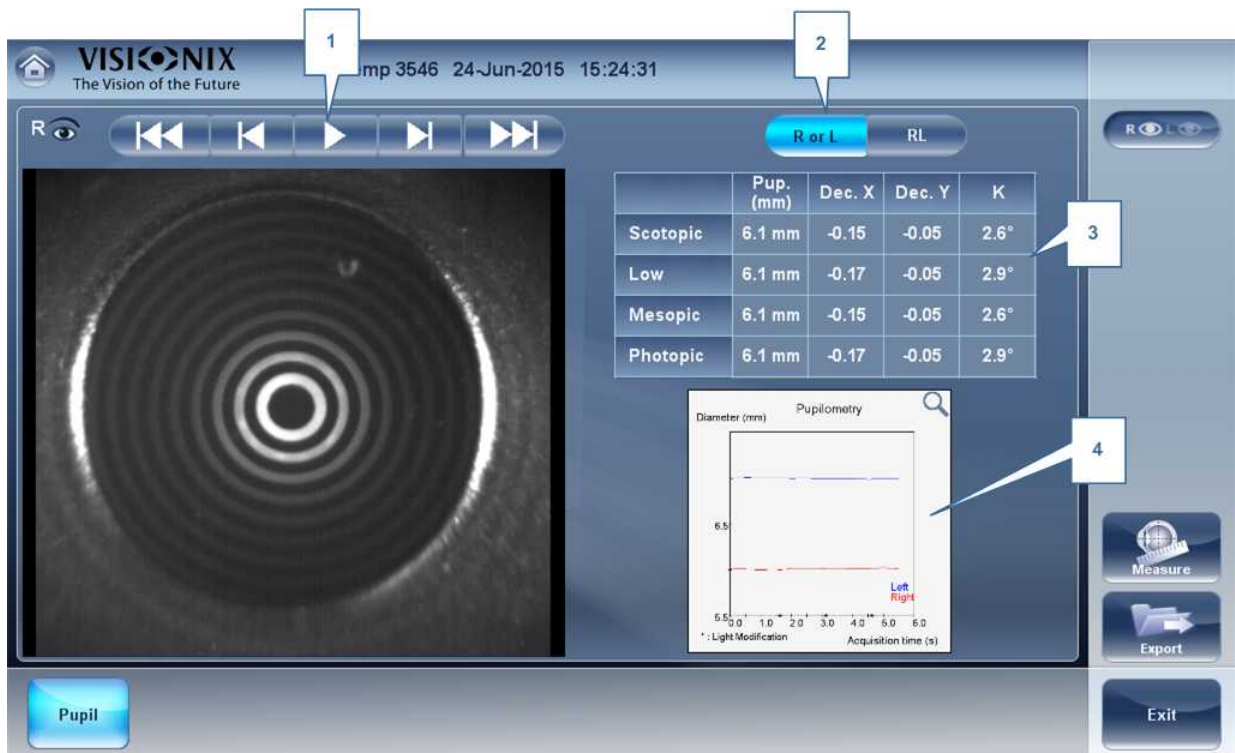 1
2
VISIONIX
The Vision of the Future
emp 3546 24-Jun-2015 15:24:31
R
R or L RL
R L
Pup. (mm) Dec. X Dec. Y K
Scotopic 6.1 mm -0.15 -0.05 2.6°
Low 6.1 mm -0.17 -0.05 2.9°
Mesopic 6.1 mm -0.15 -0.05 2.6°
Photopic 6.1 mm -0.17 -0.05 2.9°
3
Pupilometry
Diameter (mm)
4
6.5
Left
Right
5.5
0.0 1.0 2.0 3.0 4.0 5.0 6.0
* : Light Modification
Acquisition time (s)
Measure
Export
Pupil
Exit